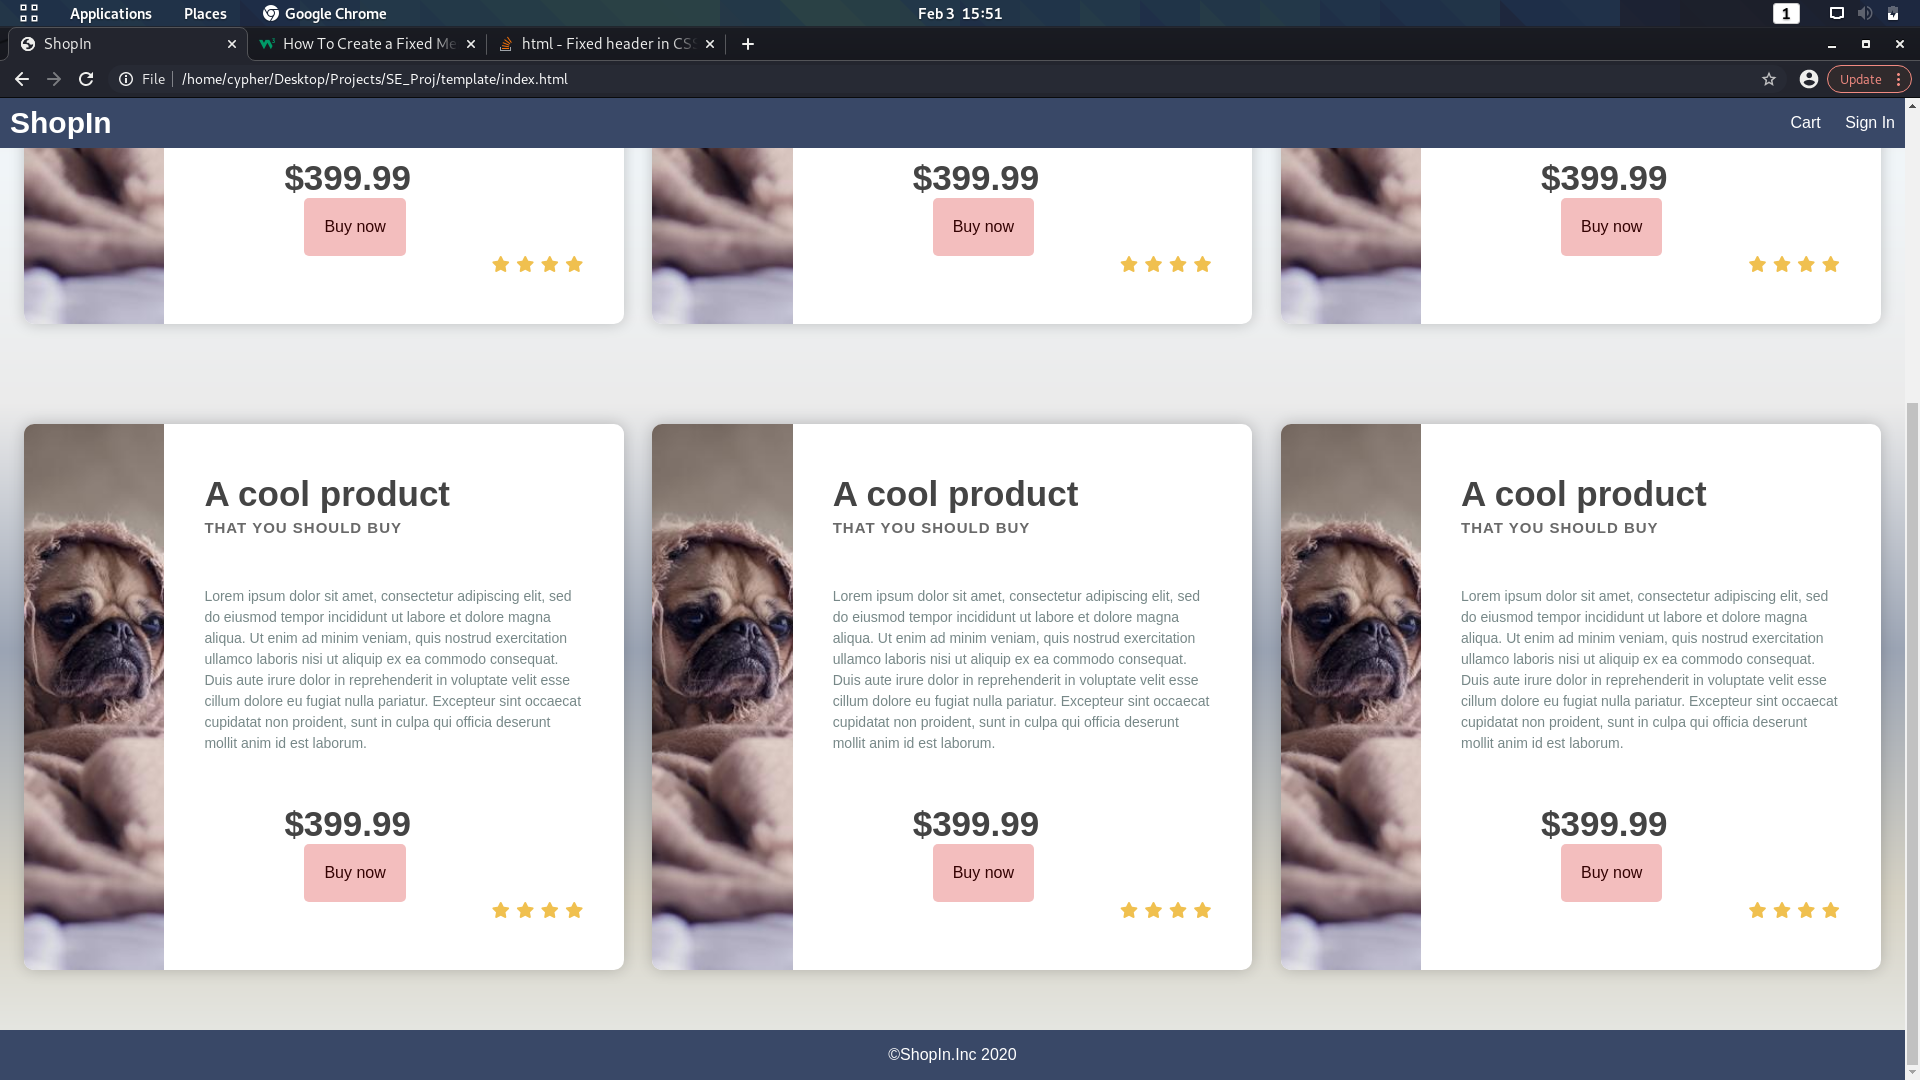 Applications Places Google Chrome Feb 3 15:51 1
ShopIn How To Create a Fixed Me html - Fixed header in CSS
File /home/cypher/Desktop/Projects/SE_Proj/template/index.html Update
ShopIn Cart Sign In
$399.99 $399.99 $399.99
Buy now Buy now Buy now
A cool product
THAT YOU SHOULD BUY
Lorem ipsum dolor sit amet, consectetur adipiscing elit, sed
do eiusmod tempor incididunt ut labore et dolore magna
aliqua. Ut enim ad minim veniam, quis nostrud exercitation
ullamco laboris nisi ut aliquip ex ea commodo consequat.
Duis aute irure dolor in reprehenderit in voluptate velit esse
cillum dolore eu fugiat nulla pariatur. Excepteur sint occaecat
cupidatat non proident, sunt in culpa qui officia deserunt
mollit anim id est laborum.
$399.99
Buy now
A cool product
THAT YOU SHOULD BUY
Lorem ipsum dolor sit amet, consectetur adipiscing elit, sed
do eiusmod tempor incididunt ut labore et dolore magna
aliqua. Ut enim ad minim veniam, quis nostrud exercitation
ullamco laboris nisi ut aliquip ex ea commodo consequat.
Duis aute irure dolor in reprehenderit in voluptate velit esse
cillum dolore eu fugiat nulla pariatur. Excepteur sint occaecat
cupidatat non proident, sunt in culpa qui officia deserunt
mollit anim id est laborum.
$399.99
Buy now
A cool product
THAT YOU SHOULD BUY
Lorem ipsum dolor sit amet, consectetur adipiscing elit, sed
do eiusmod tempor incididunt ut labore et dolore magna
aliqua. Ut enim ad minim veniam, quis nostrud exercitation
ullamco laboris nisi ut aliquip ex ea commodo consequat.
Duis aute irure dolor in reprehenderit in voluptate velit esse
cillum dolore eu fugiat nulla pariatur. Excepteur sint occaecat
cupidatat non proident, sunt in culpa qui officia deserunt
mollit anim id est laborum.
$399.99
Buy now
©ShopIn.Inc 2020